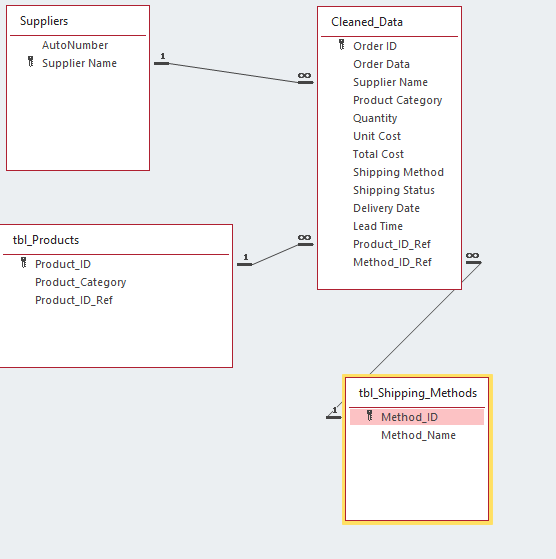 Suppliers
AutoNumber
Supplier Name
1
∞
Cleaned_Data
Order ID
Order Data
Supplier Name
Product Category
Quantity
Unit Cost
Total Cost
Shipping Method
Shipping Status
Delivery Date
Lead Time
Product_ID_Ref
Method_ID_Ref
tbl_Products
Product_ID
Product_Category
Product_ID_Ref
1
∞
∞
tbl_Shipping_Methods
1
Method_ID
Method_Name